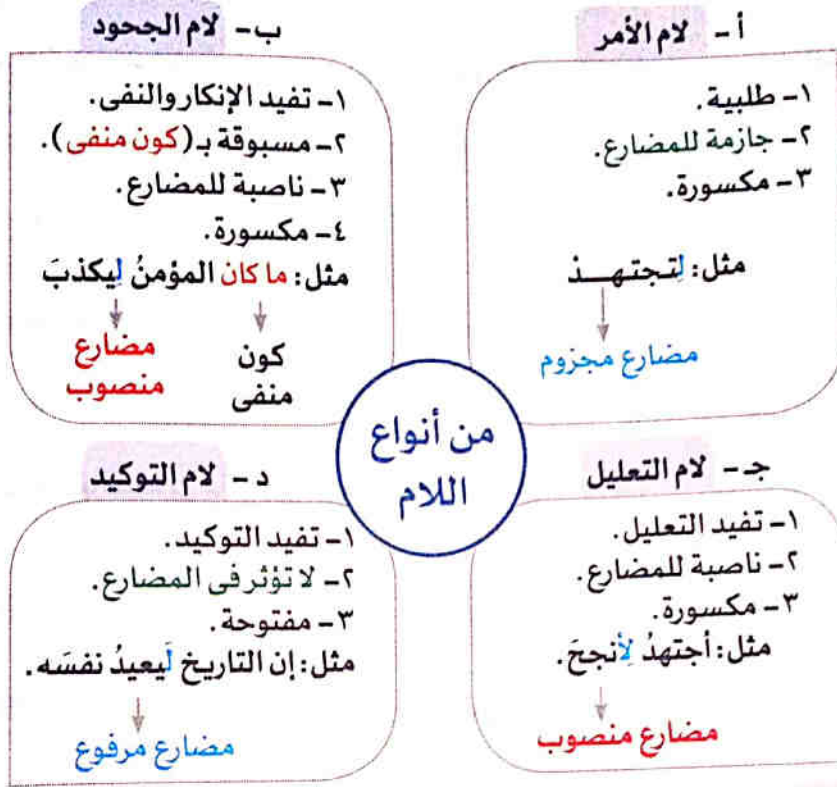 أ - لام الأمر
١- طلبية.
٢- جازمة للمضارع.
٣- مكسورة.
مثل: لِتجتهــدْ
مضارع مجزوم
ب - لام الجحود
١- تفيد الإنكار والنفى.
٢- مسبوقة بـ (كون منفى).
٣- ناصبة للمضارع.
٤- مكسورة.
مثل: ما كان المؤمنُ لِيكذبَ
كون
منفى
مضارع
منصوب
من أنواع
اللام
جـ - لام التعليل
١- تفيد التعليل.
٢- ناصبة للمضارع.
٣- مكسورة.
مثل: أجتهدُ لِأنجحَ.
مضارع منصوب
د - لام التوكيد
١- تفيد التوكيد.
٢- لا تؤثر فى المضارع.
٣- مفتوحة.
مثل: إن التاريخ لَيعيدُ نفسَه.
مضارع مرفوع